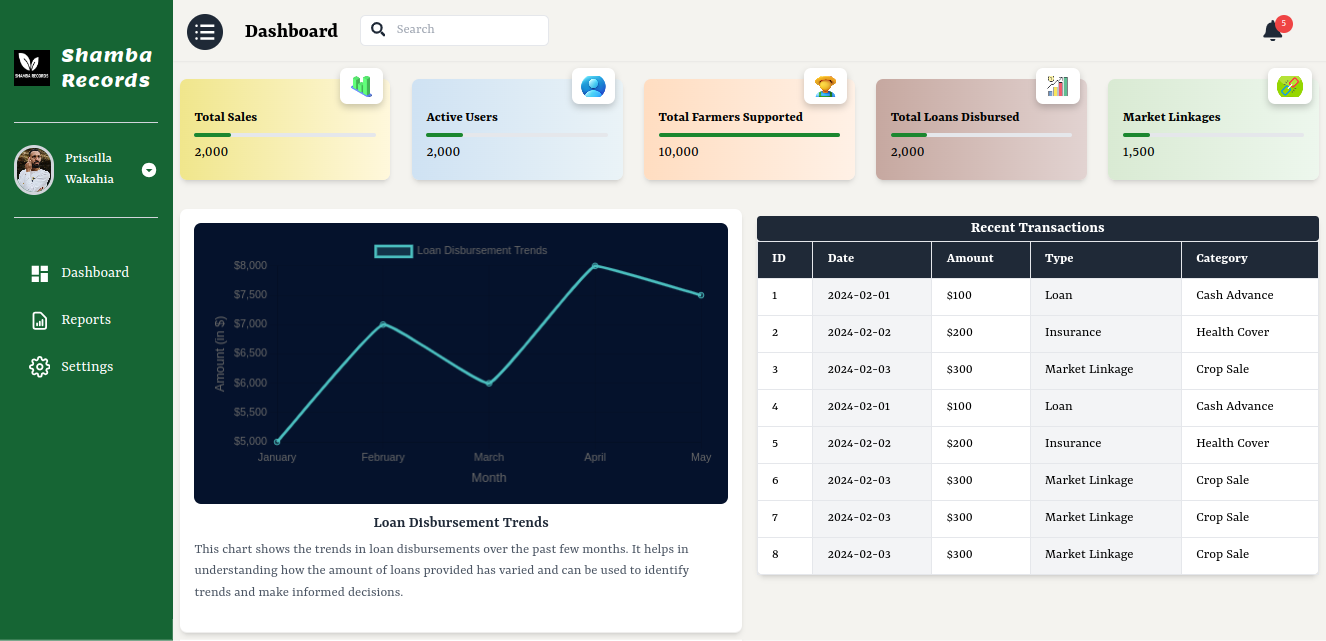 Shamba
Records
SHAMBA RECORDS
Priscilla
Wakahia
Dashboard
Reports
Settings
Dashboard
Search
5
Total Sales
2,000
Active Users
2,000
Total Farmers Supported
10,000
Total Loans Disbursed
2,000
Market Linkages
1,500
Loan Disbursement Trends
Amount (in $)
$8,000
$7,500
$7,000
$6,500
$6,000
$5,500
$5,000
January February March April May
Month
Loan Disbursement Trends
This chart shows the trends in loan disbursements over the past few months. It helps in
understanding how the amount of loans provided has varied and can be used to identify
trends and make informed decisions.
Recent Transactions
ID Date Amount Type Category
1 2024-02-01 $100 Loan Cash Advance
2 2024-02-02 $200 Insurance Health Cover
3 2024-02-03 $300 Market Linkage Crop Sale
4 2024-02-01 $100 Loan Cash Advance
5 2024-02-02 $200 Insurance Health Cover
6 2024-02-03 $300 Market Linkage Crop Sale
7 2024-02-03 $300 Market Linkage Crop Sale
8 2024-02-03 $300 Market Linkage Crop Sale